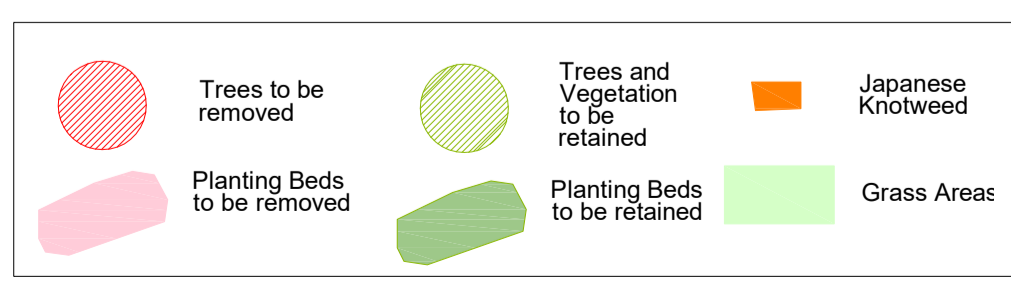 Trees to be
removed
Trees and
Vegetation
to be
retained
Japanese
Knotweed
Planting Beds
to be removed
Planting Beds
to be retained
Grass Areas